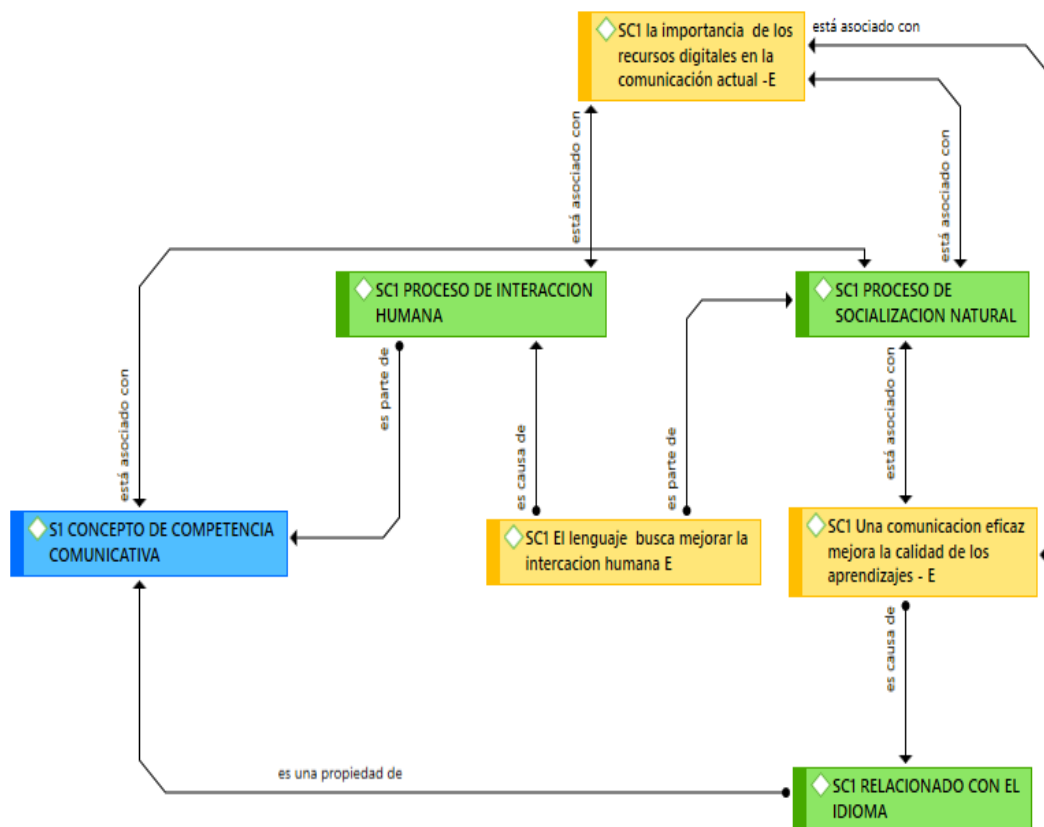 SC1 la importancia de los
recursos digitales en la
comunicación actual -E
está asociado con
está asociado con
está asociado con
SC1 PROCESO DE INTERACCION
HUMANA
SC1 PROCESO DE
SOCIALIZACION NATURAL
está asociado con
es parte de
es causa de
es parte de
está asociado con
S1 CONCEPTO DE COMPETENCIA
COMUNICATIVA
SC1 El lenguaje busca mejorar la
intercacion humana E
SC1 Una comunicacion eficaz
mejora la calidad de los
aprendizajes - E
es causa de
es una propiedad de
SC1 RELACIONADO CON EL
IDIOMA